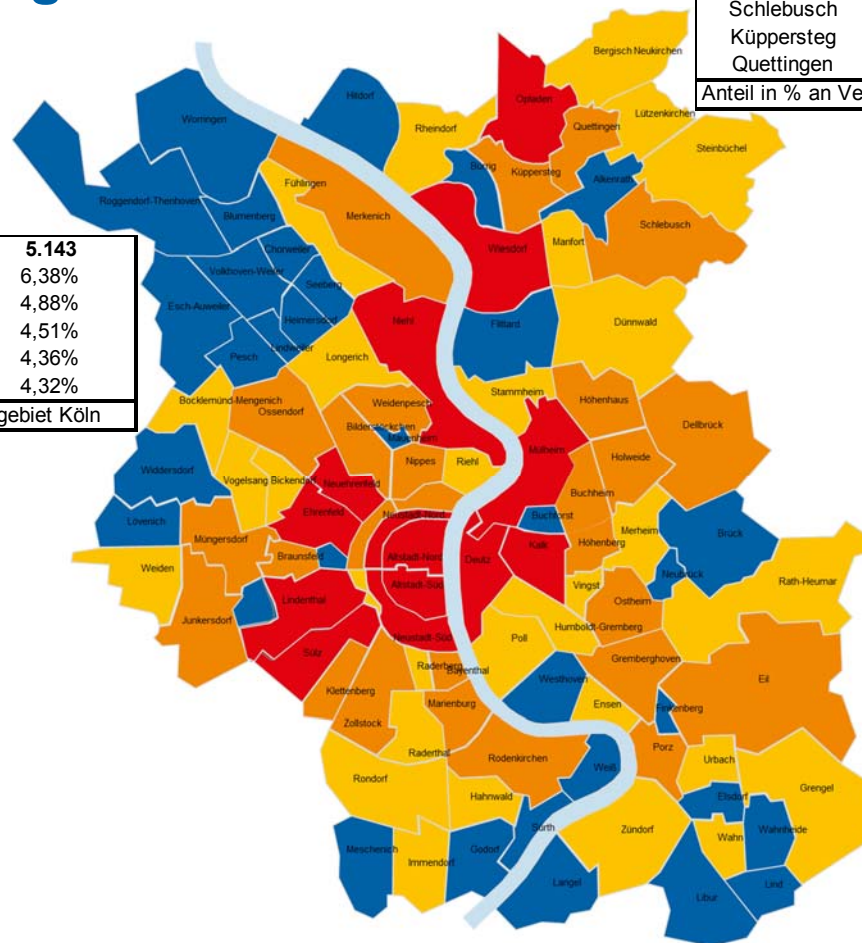 g
Schlebusch
Küppersteg
Quettingen
Anteil in % an Ve
5.143
6,38%
4,88%
4,51%
4,36%
4,32%
gebiet Köln
Bergisch Neukirchen
Hitdorf
Opladen
Worringen
Rheindorf
Quettingen
Lützenkirchen
Steinbüchel
Bürrig
Küppersteg
Alkenrath
Fühlingen
Roggendorf-Thenhoven
Blumenberg
Merkenich
Schlebusch
Chorweiler
Wiesdorf
Manfort
Volkhoven-Weiler
Seeberg
Esch-Auweiler
Heimersdorf
Niehl
Flittard
Dünnwald
Lindweiler
Pesch
Longerich
Stammheim
Bocklemünd-Mengenich
Ossendorf
Weidenpesch
Höhenhaus
Bilderstöckchen
Mauenheim
Dellbrück
Mülheim
Holweide
Widdersdorf
Nippes
Riehl
Vogelsang
Bickendorf
Neuehrenfeld
Buchheim
Ehrenfeld
Neustadt-Nord
Buchforst
Lövenich
Müngersdorf
Merheim
Brück
Höhenberg
Braunsfeld
Altstadt-Nord
Deutz
Kalk
Weiden
Altstadt-Süd
Vingst
Neubrück
Rath-Heumar
Lindenthal
Ostheim
Junkersdorf
Humboldt-Gremberg
Neustadt-Süd
Poll
Sülz
Raderberg
Bayenthal
Gremberghoven
Westhoven
Eil
Klettenberg
Marienburg
Ensen
Finkenberg
Zollstock
Raderthal
Rodenkirchen
Porz
Urbach
Weiß
Rondorf
Hahnwald
Elsdorf
Grengel
Sürth
Zündorf
Wahn
Wahnheide
Meschenich
Immendorf
Godorf
Langel
Libur
Lind